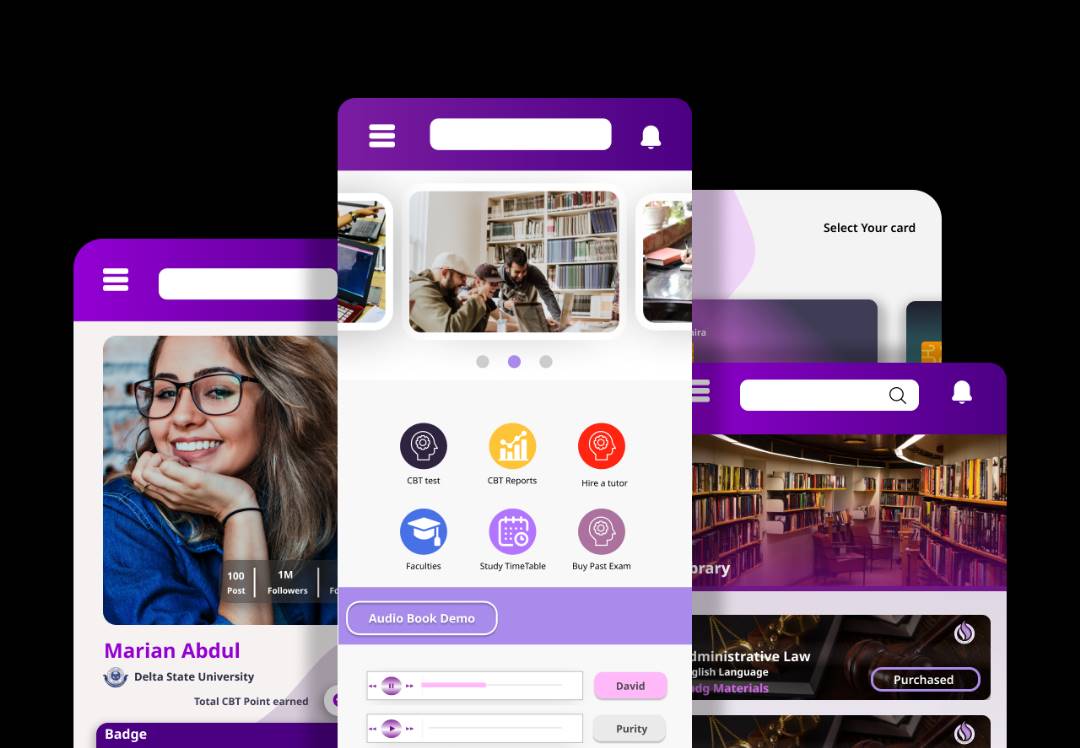 100
Post
1M
Followers
Marian Abdul
Delta State University
Total CBT Point earned
Badge
CBT test
CBT Reports
Hire a tutor
Faculties
Study TimeTable
Buy Past Exam
Audio Book Demo
David
Purity
Select Your card
aira
brary
dministrative Law
glish Language
Purchased
dg Materials